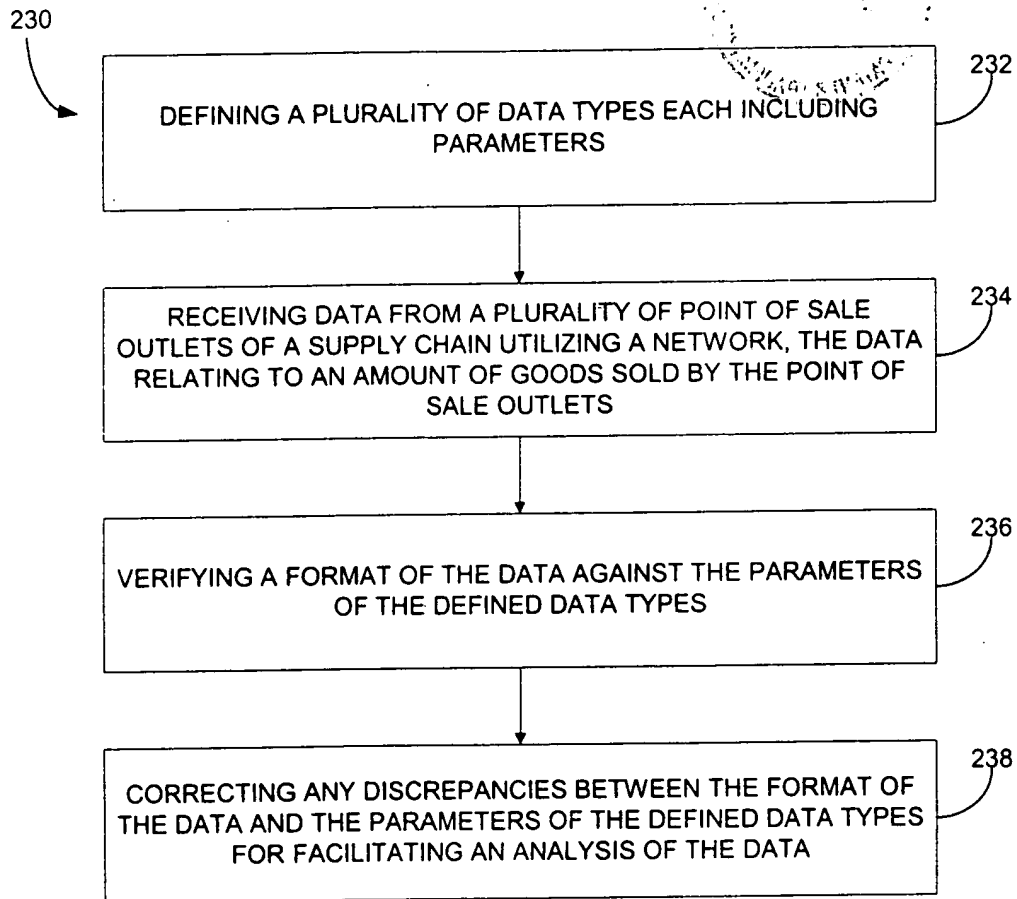 230
232
DEFINING A PLURALITY OF DATA TYPES EACH INCLUDING
PARAMETERS
234
RECEIVING DATA FROM A PLURALITY OF POINT OF SALE
OUTLETS OF A SUPPLY CHAIN UTILIZING A NETWORK, THE DATA
RELATING TO AN AMOUNT OF GOODS SOLD BY THE POINT OF
SALE OUTLETS
236
VERIFYING A FORMAT OF THE DATA AGAINST THE PARAMETERS
OF THE DEFINED DATA TYPES
238
CORRECTING ANY DISCREPANCIES BETWEEN THE FORMAT OF
THE DATA AND THE PARAMETERS OF THE DEFINED DATA TYPES
FOR FACILITATING AN ANALYSIS OF THE DATA